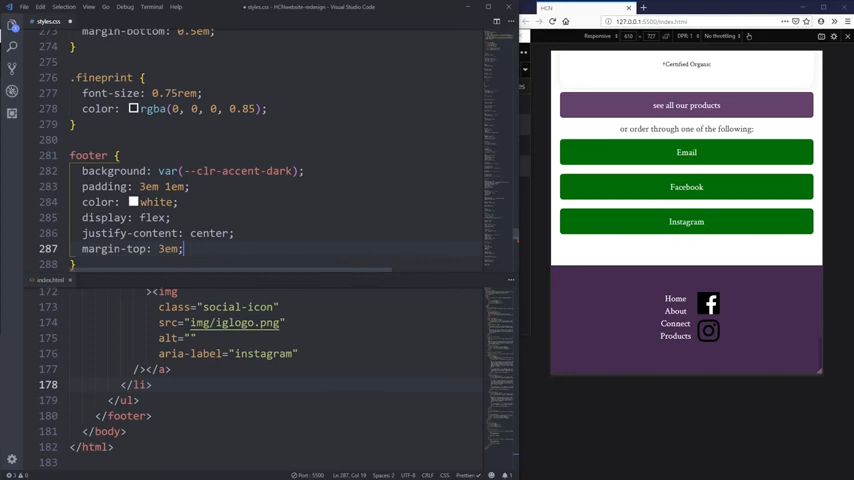 File Edit Selection View Go Debug Terminal Help
● styles.css - HCNwebsite-redesign - Visual Studio Code
styles.css ●
273 margin-bottom: 0.5em;
274 }
275
276 .fineprint {
277 font-size: 0.75rem;
278 color: rgba(0, 0, 0, 0.85);
279 }
280
281 footer {
282 background: var(--clr-accent-dark);
283 padding: 3em 1em;
284 color: white;
285 display: flex;
286 justify-content: center;
287 margin-top: 3em;
288 }
index.html ×
172 ><img
173 class="social-icon"
174 src="img/iglogo.png"
175 alt=""
176 aria-label="instagram"
177 /></a>
178 </li>
179 </ul>
180 </footer>
181 </body>
182 </html>
183
Port : 5500 Ln 287, Col 19 Spaces: 2 UTF-8 CRLF CSS Prettier: ✓ 1
HCN
127.0.0.1:5500/index.html
Responsive 610 × 727 DPR: 1 No throttling
*Certified Organic
see all our products
or order through one of the following:
Email
Facebook
Instagram
Home
About
Connect
Products